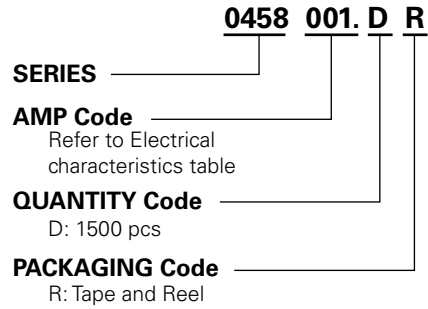 0458 001. D R
SERIES
AMP Code
Refer to Electrical
characteristics table
QUANTITY Code
D: 1500 pcs
PACKAGING Code
R: Tape and Reel